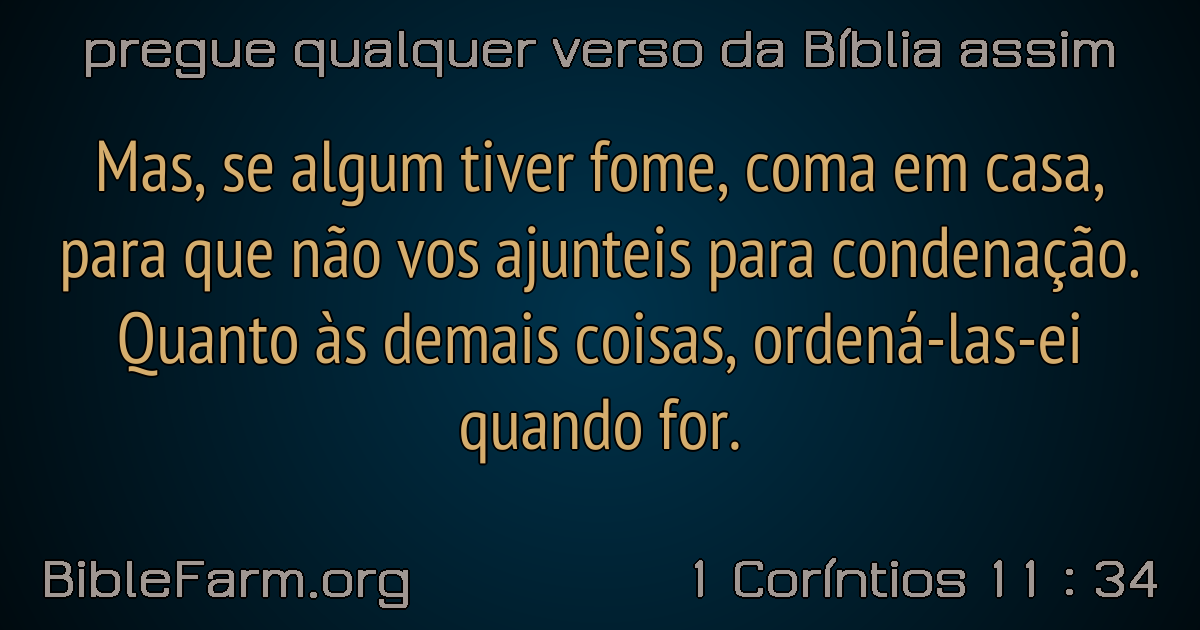 pregue qualquer verso da Bíblia assim
Mas, se algum tiver fome, coma em casa,
para que não vos ajunteis para condenação.
Quanto às demais coisas, ordená-las-ei
quando for.
BibleFarm.org
1 Coríntios 11 : 34